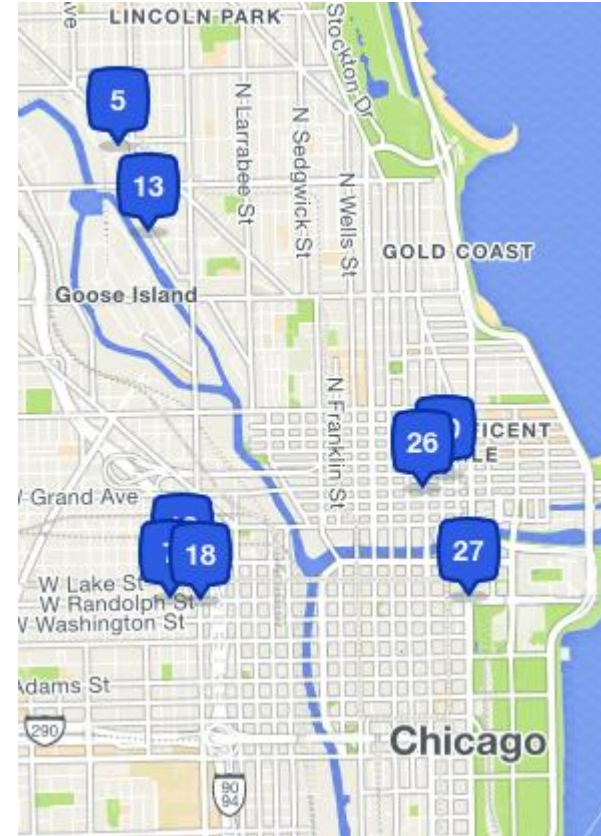 LINCOLN PARK
Ave
Stockton Dr
5
N Larrabee St
N Sedgwick St
13
N Wells St
GOLD COAST
Goose Island
N Franklin St
26
W Grand Ave
18
27
W Lake St
W Randolph St
W Washington St
Adams St
290
Chicago
90
94